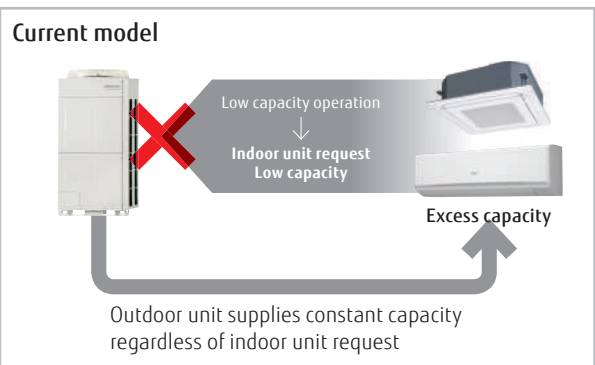 Current model
Low capacity operation
Indoor unit request
Low capacity
Excess capacity
Outdoor unit supplies constant capacity
regardless of indoor unit request